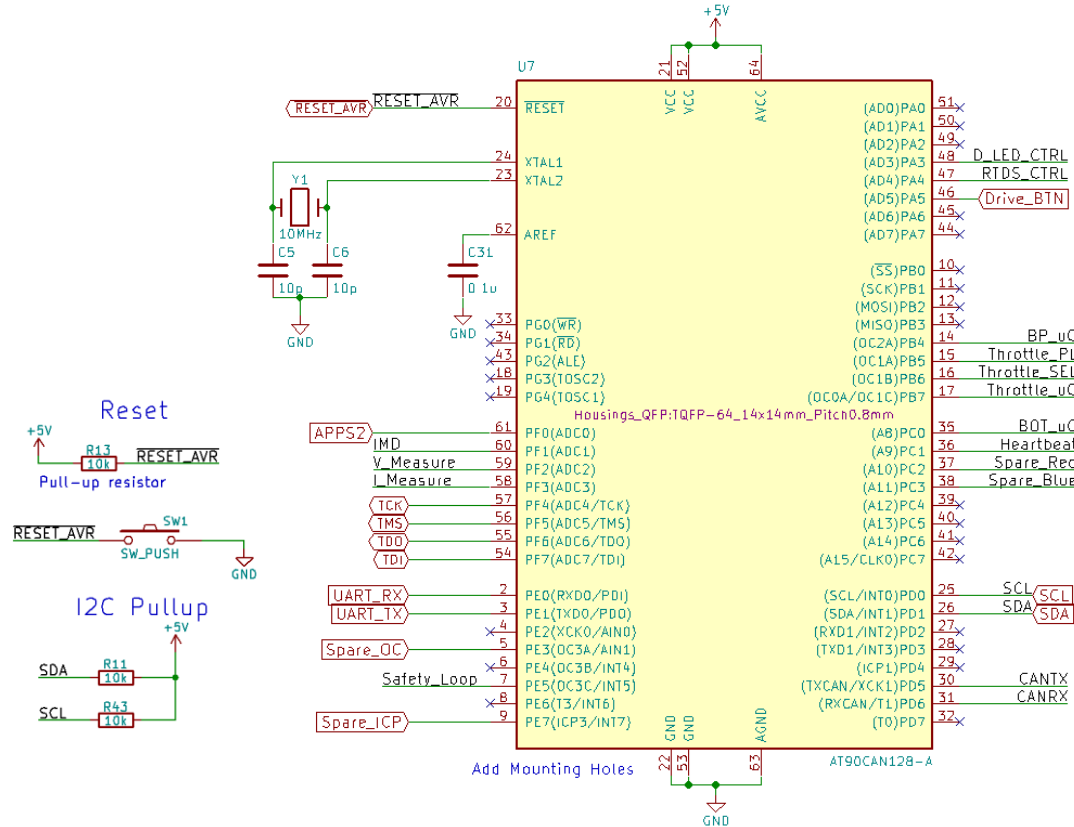 +5V
U7
21
52
64
VCC
VCC
AVCC
RESET_AVR
RESET_AVR
20
RESET
24
XTAL1
23
XTAL2
Y1
10MHz
C5
10p
C6
10p
GND
62
AREF
C31
0.1u
GND
33
PG0(WR)
34
PG1(RD)
43
PG2(ALE)
18
PG3(TOSC2)
19
PG4(TOSC1)
Housings_QFP:TQFP-64_14x14mm_Pitch0.8mm
APPS2
61
PF0(ADC0)
IMD
60
PF1(ADC1)
V_Measure
59
PF2(ADC2)
I_Measure
58
PF3(ADC3)
TCK
57
PF4(ADC4/TCK)
TMS
56
PF5(ADC5/TMS)
TDO
55
PF6(ADC6/TDO)
TDI
54
PF7(ADC7/TDI)
UART_RX
2
PE0(RXD0/PDI)
UART_TX
3
PE1(TXD0/PDO)
4
PE2(XCK0/AIN0)
Spare_OC
5
PE3(OC3A/AIN1)
6
PE4(OC3B/INT4)
Safety_Loop
7
PE5(OC3C/INT5)
8
PE6(T3/INT6)
Spare_ICP
9
PE7(ICP3/INT7)
(AD0)PA0
51
(AD1)PA1
50
(AD2)PA2
49
(AD3)PA3
48
D_LED_CTRL
(AD4)PA4
47
RTDS_CTRL
(AD5)PA5
46
Drive_BTN
(AD6)PA6
45
(AD7)PA7
44
(SS)PB0
10
(SCK)PB1
11
(MOSI)PB2
12
(MISO)PB3
13
(OC2A)PB4
14
BP_uC
(OC1A)PB5
15
Throttle_PL
(OC1B)PB6
16
Throttle_SEL
(OC0A/OC1C)PB7
17
Throttle_uC
(A8)PC0
35
BOT_uC
(A9)PC1
36
Heartbeat
(A10)PC2
37
Spare_Red
(A11)PC3
38
Spare_Blue
(A12)PC4
39
(A13)PC5
40
(A14)PC6
41
(A15/CLKO)PC7
42
(SCL/INT0)PD0
25
SCL
SCL
(SDA/INT1)PD1
26
SDA
SDA
(RXD1/INT2)PD2
27
(TXD1/INT3)PD3
28
(ICP1)PD4
29
(TXCAN/XCK1)PD5
30
CANTX
(RXCAN/T1)PD6
31
CANRX
(T0)PD7
32
GND
GND
AGND
22
53
63
AT90CAN128-A
GND
Add Mounting Holes
Reset
+5V
R13
10k
RESET_AVR
Pull-up resistor
RESET_AVR
SW1
SW_PUSH
GND
I2C Pullup
+5V
SDA
R11
10k
SCL
R43
10k